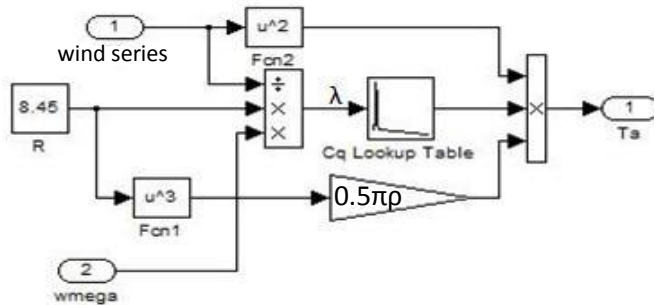 1
wind series
u^2
Fcn2
8.45
R
÷
×
×
λ
Cq Lookup Table
×
1
Ta
u^3
Fcn1
0.5πρ
2
wmega